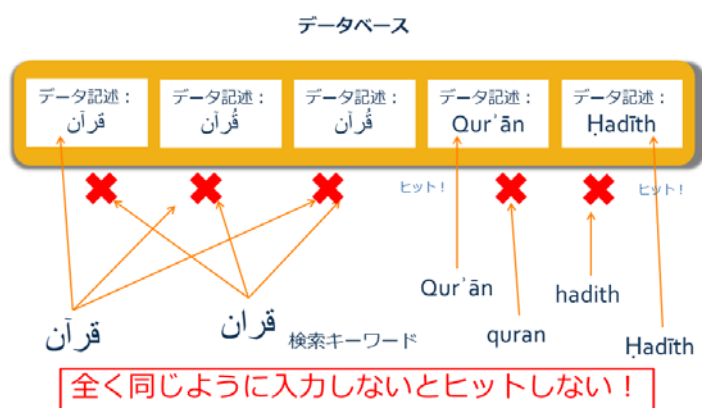 データベース
データ記述：
قرآن
データ記述：
قُرآن
データ記述：
قُرآن
データ記述：
Qurʾān
データ記述：
Ḥadīth
ヒット！
ヒット！
Qurʾān
hadith
قرآن
قران
検索キーワード
quran
Ḥadīth
全く同じように入力しないとヒットしない！